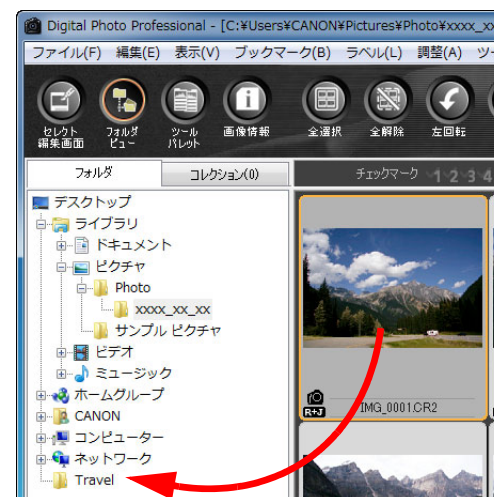 Digital Photo Professional - [C:¥Users¥CANON¥Pictures¥Photo¥xxxx_xx
ファイル(F) 編集(E) 表示(V) ブックマーク(B) ラベル(L) 調整(A) ツ
セレクト編集画面
フォルダビュー
ツールパレット
画像情報
全選択
全解除
左回転
フォルダ
コレクション(0)
チェックマーク 1 2 3 4
デスクトップ
ライブラリ
ドキュメント
ピクチャ
Photo
xxxx_xx_xx
サンプル ピクチャ
ビデオ
ミュージック
ホームグループ
CANON
コンピューター
ネットワーク
Travel
R+J
IMG_0001.CR2